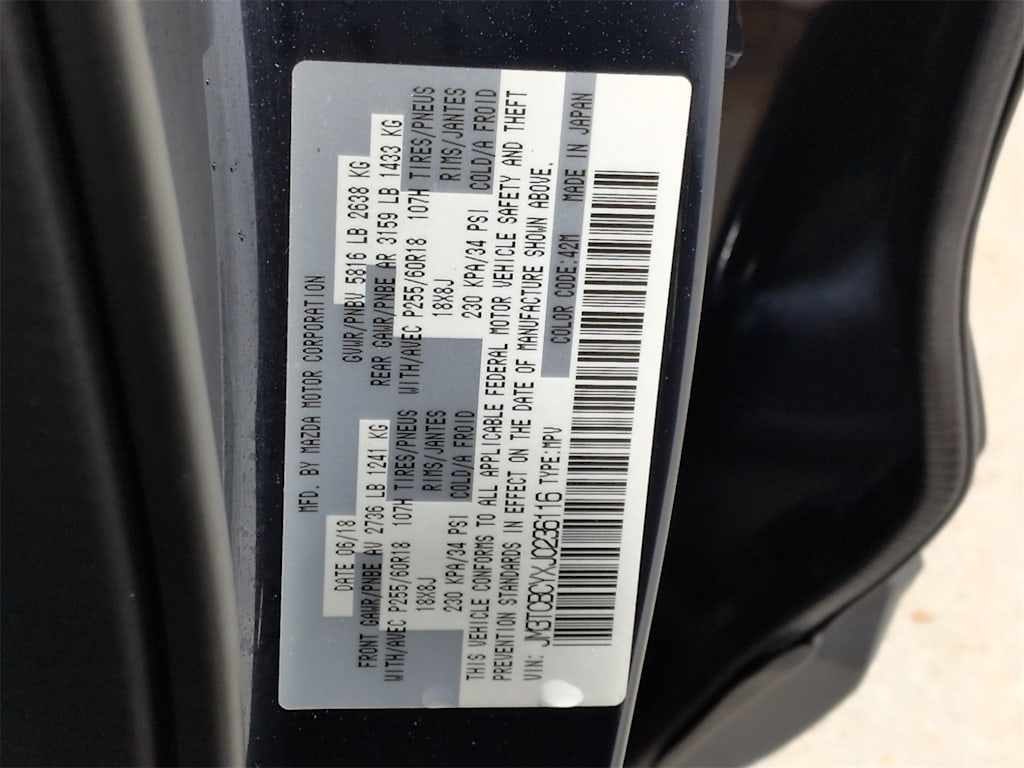 MFD. BY MAZDA MOTOR CORPORATION
DATE 06/18 GVWR/PNBV 5816 LB 2638 KG
FRONT GAWR/PNBE AV 2736 LB 1241 KG REAR GAWR/PNBE AR 3159 LB 1433 KG
WITH/AVEC P255/60R18 107H TIRES/PNEUS WITH/AVEC P255/60R18 107H TIRES/PNEUS
18X8J RIMS/JANTES 18X8J RIMS/JANTES
230 KPA/34 PSI COLD/A FROID 230 KPA/34 PSI COLD/A FROID
THIS VEHICLE CONFORMS TO ALL APPLICABLE FEDERAL MOTOR VEHICLE SAFETY AND THEFT
PREVENTION STANDARDS IN EFFECT ON THE DATE OF MANUFACTURE SHOWN ABOVE.
VIN: JM3TCBCYXJ0236116 TYPE:MPV COLOR CODE:42M MADE IN JAPAN